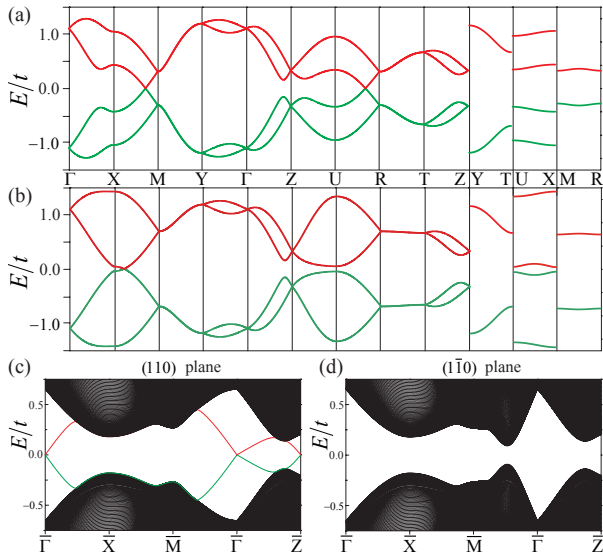 (a)
E/t
1.0
0.0
−1.0
Γ X M Y Γ Z U R T Z Y T U X M R
(b)
E/t
1.0
0.0
−1.0
(c) (110) plane
(d) (11̄0) plane
E/t
0.5
0.0
−0.5
Γ̄ X̄ M̄ Γ̄ Z̄
E/t
0.5
0.0
−0.5
Γ̄ X̄ M̄ Γ̄ Z̄